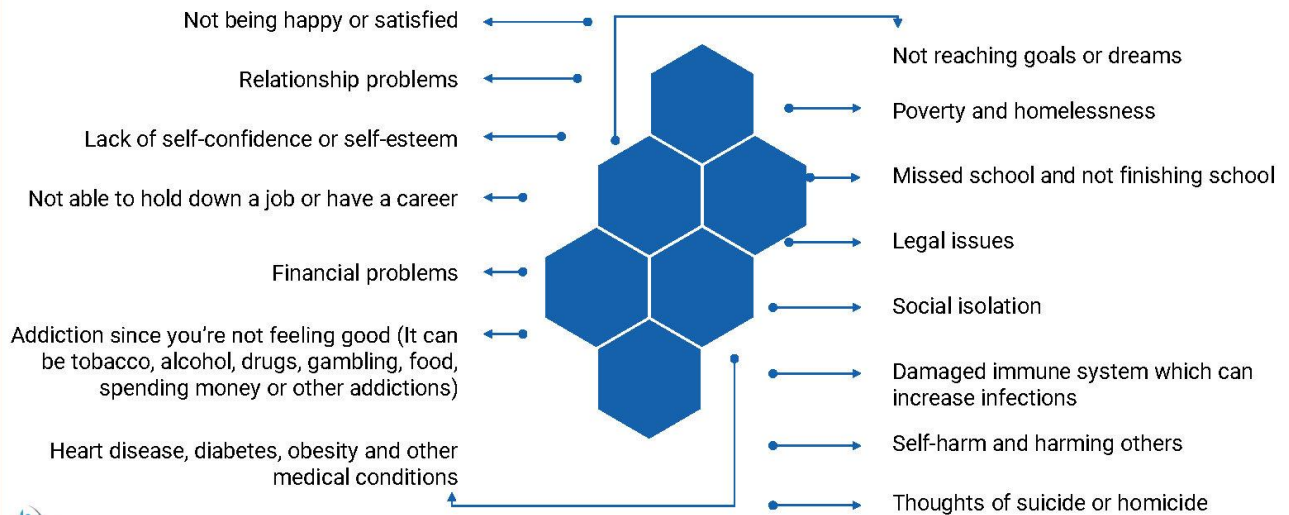 Not being happy or satisfied
Relationship problems
Lack of self-confidence or self-esteem
Not able to hold down a job or have a career
Financial problems
Addiction since you’re not feeling good (It can
be tobacco, alcohol, drugs, gambling, food,
spending money or other addictions)
Heart disease, diabetes, obesity and other
medical conditions
Not reaching goals or dreams
Poverty and homelessness
Missed school and not finishing school
Legal issues
Social isolation
Damaged immune system which can
increase infections
Self-harm and harming others
Thoughts of suicide or homicide